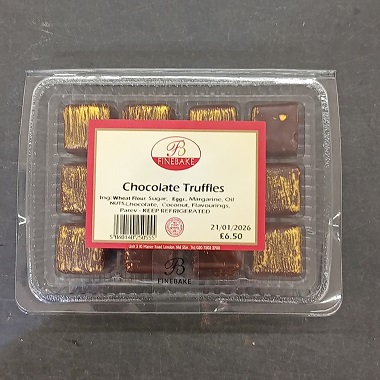 B
FINEBAKE
Chocolate Truffles
Ing: Wheat Flour, Sugar, Eggs, Margarine, Oil
NUTS, Chocolate, Coconut, Flavourings,
Parev - KEEP REFRIGERATED
21/01/2026
£6.50
B
FINEBAKE